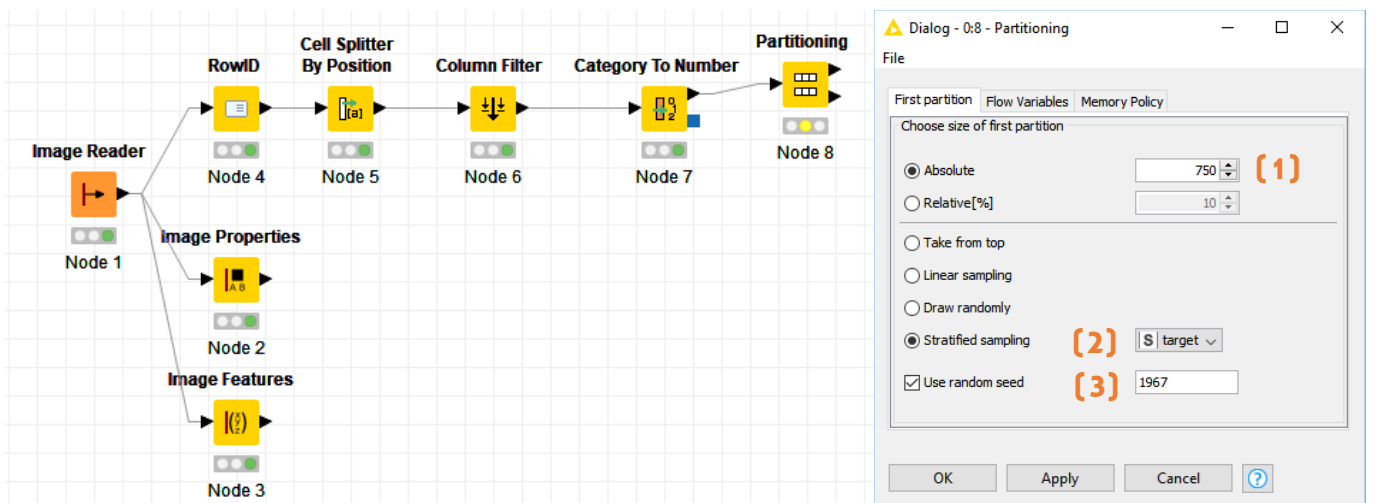 Image Reader
Node 1
RowID
Node 4
Cell Splitter
By Position
[a]
Node 5
Column Filter
Node 6
Category To Number
Node 7
Partitioning
Node 8
Image Properties
A B
Node 2
Image Features
Node 3
Dialog - 0:8 - Partitioning
File
First partition Flow Variables Memory Policy
Choose size of first partition
Absolute 750 (1)
Relative[%] 10
Take from top
Linear sampling
Draw randomly
Stratified sampling (2) S target
Use random seed (3) 1967
OK Apply Cancel ?